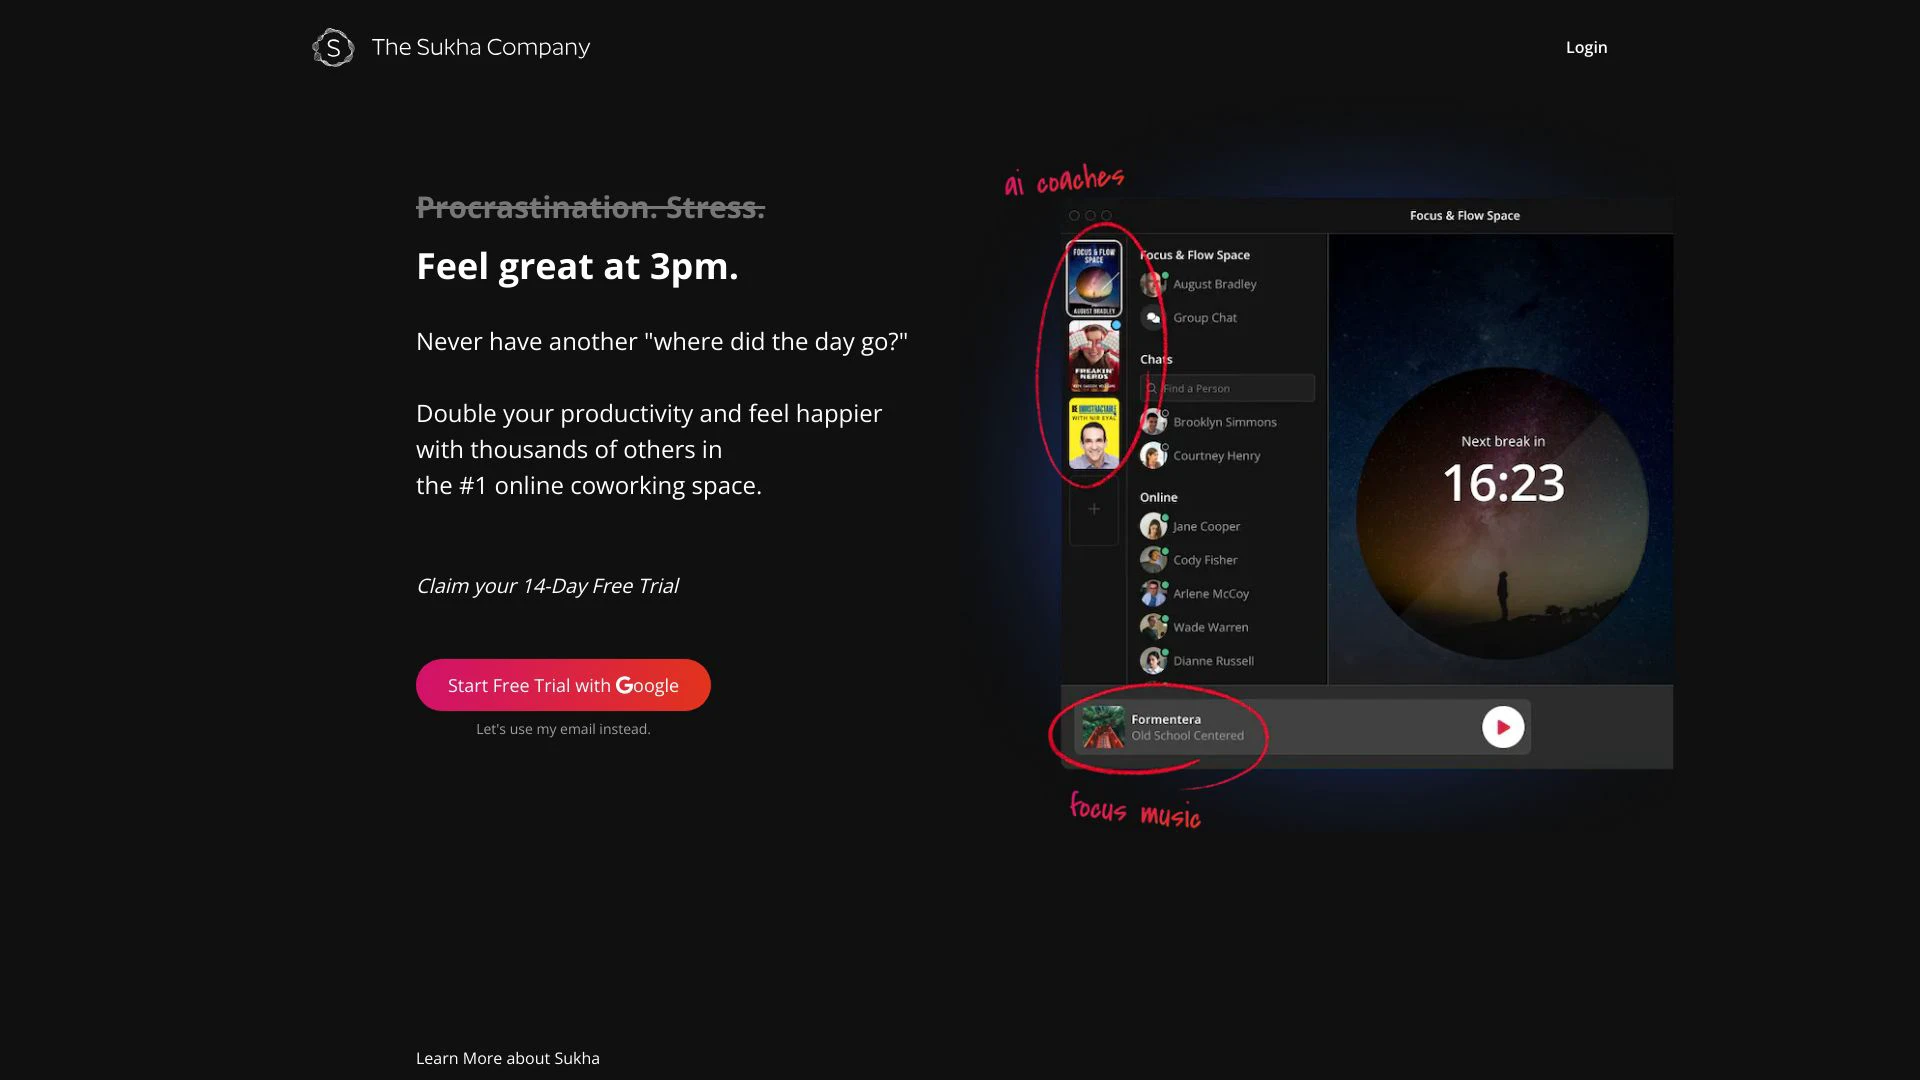 S The Sukha Company
Login
Procrastination. Stress.
Feel great at 3pm.
Never have another "where did the day go?"
Double your productivity and feel happier
with thousands of others in
the #1 online coworking space.
Claim your 14-Day Free Trial
Start Free Trial with Google
Let's use my email instead.
ai coaches
Focus & Flow Space
FOCUS & FLOW
SPACE
AUGUST BRADLEY
FREAKIN'
NERDS
BE INDISTRACTABLE
WITH NIR EYAL
+
Focus & Flow Space
August Bradley
Group Chat
Chats
Find a Person
Brooklyn Simmons
Courtney Henry
Online
Jane Cooper
Cody Fisher
Arlene McCoy
Wade Warren
Dianne Russell
Next break in
16:23
Formentera
Old School Centered
focus music
Learn More about Sukha